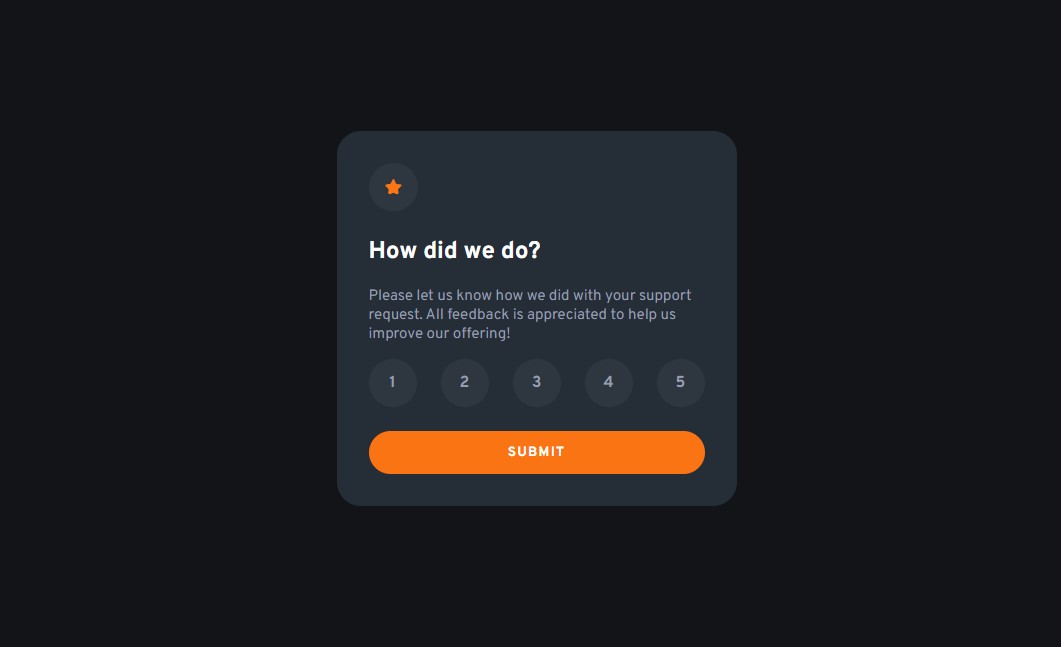 How did we do?
Please let us know how we did with your support
request. All feedback is appreciated to help us
improve our offering!
1 2 3 4 5
SUBMIT